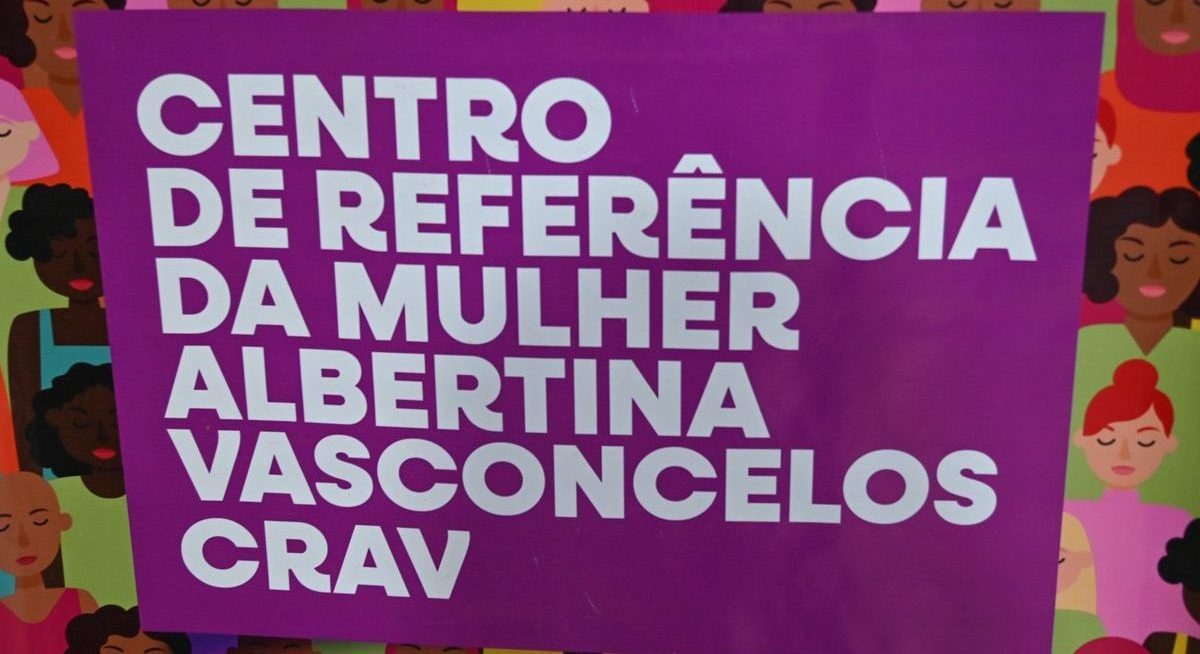 CENTRO
DE REFERÊNCIA
DA MULHER
ALBERTINA
VASCONCELOS
CRAV